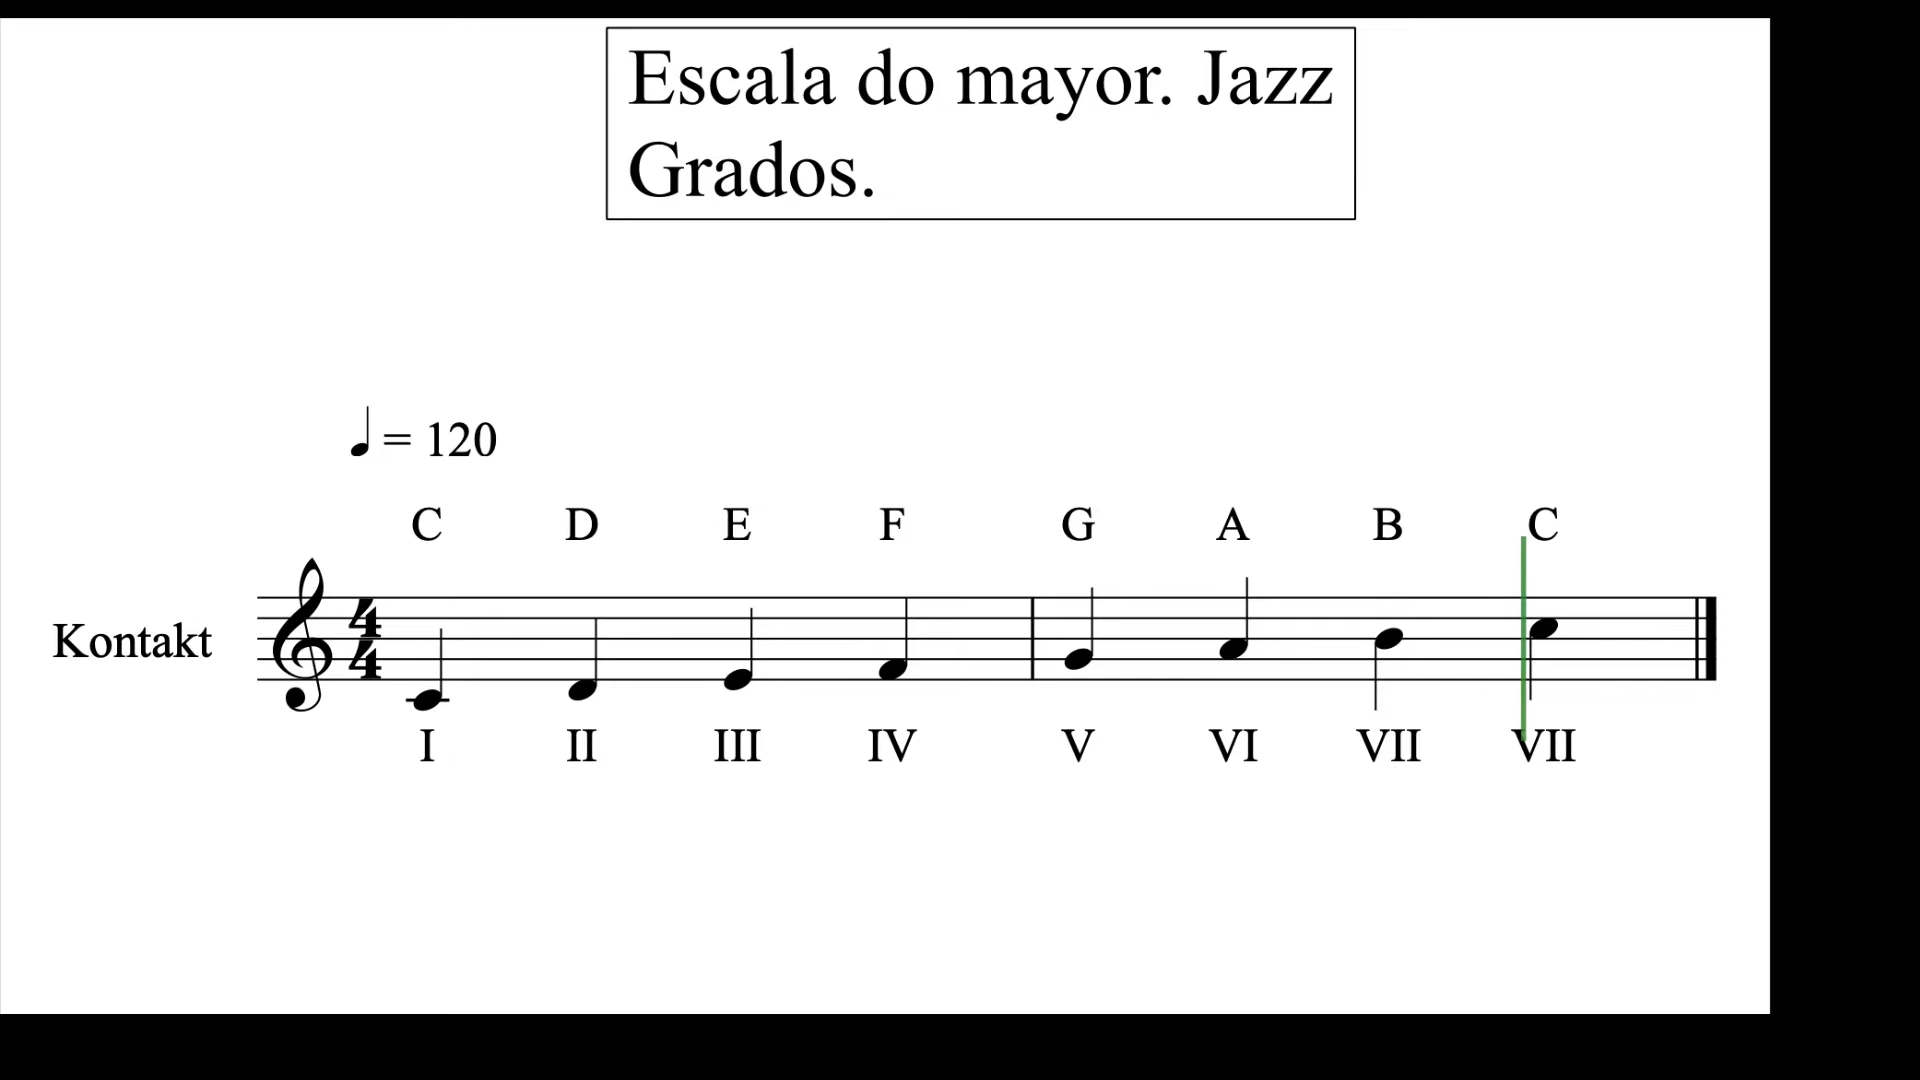 Escala do mayor. Jazz
Grados.
= 120
C D E F G A B C
4
4
Kontakt
I II III IV V VI VII VII